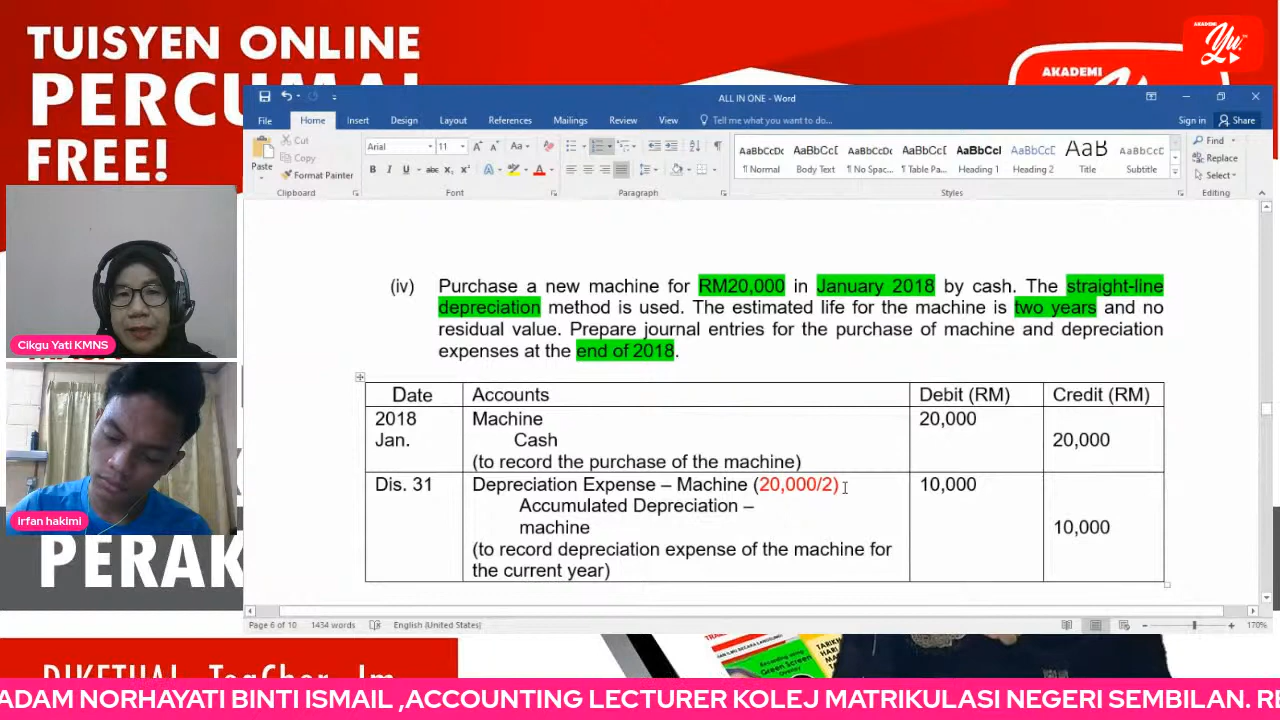 TUISYEN ONLINE
FREE!
AKADEMI
Yu
AKADEMI
ALL IN ONE - Word
Sign in Share
File Home Insert Design Layout References Mailings Review View Tell me what you want to do...
Paste
Cut
Copy
Format Painter
Clipboard
Arial 11
Font
Paragraph
AaBbCcDc AaBbCcI AaBbCcDc AaBbCcI AaBbCcl AaBbCcI AaB AaBbCcD
¶ Normal Body Text ¶ No Spac... ¶ Table Pa... Heading 1 Heading 2 Title Subtitle
Styles
Find
Replace
Select
Editing
(iv) Purchase a new machine for RM20,000 in January 2018 by cash. The straight-line
depreciation method is used. The estimated life for the machine is two years and no
residual value. Prepare journal entries for the purchase of machine and depreciation
expenses at the end of 2018.
Date Accounts Debit (RM) Credit (RM)
2018 Machine 20,000
Jan. Cash 20,000
(to record the purchase of the machine)
Dis. 31 Depreciation Expense – Machine (20,000/2) 10,000
Accumulated Depreciation –
machine 10,000
(to record depreciation expense of the machine for
the current year)
Page 6 of 10 1434 words English (United States) 170%
Cikgu Yati KMNS
Irfan hakimi
PERAK
ADAM NORHAYATI BINTI ISMAIL ,ACCOUNTING LECTURER KOLEJ MATRIKULASI NEGERI SEMBILAN. RE